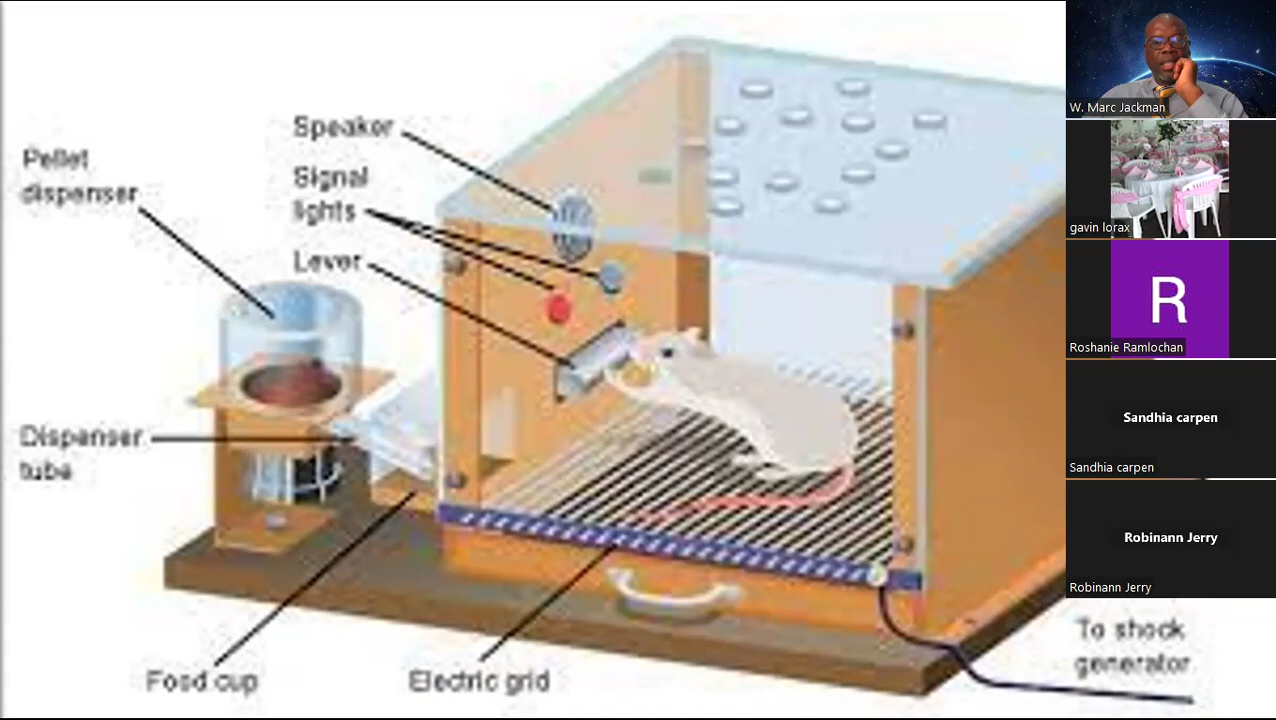 Speaker
Pellet
dispenser
Signal
lights
Lever
Dispenser
tube
Food cup
Electric grid
To shock
generator
W. Marc Jackman
gavin lorax
R
Roshanie Ramlochan
Sandhia carpen
Sandhia carpen
Robinann Jerry
Robinann Jerry